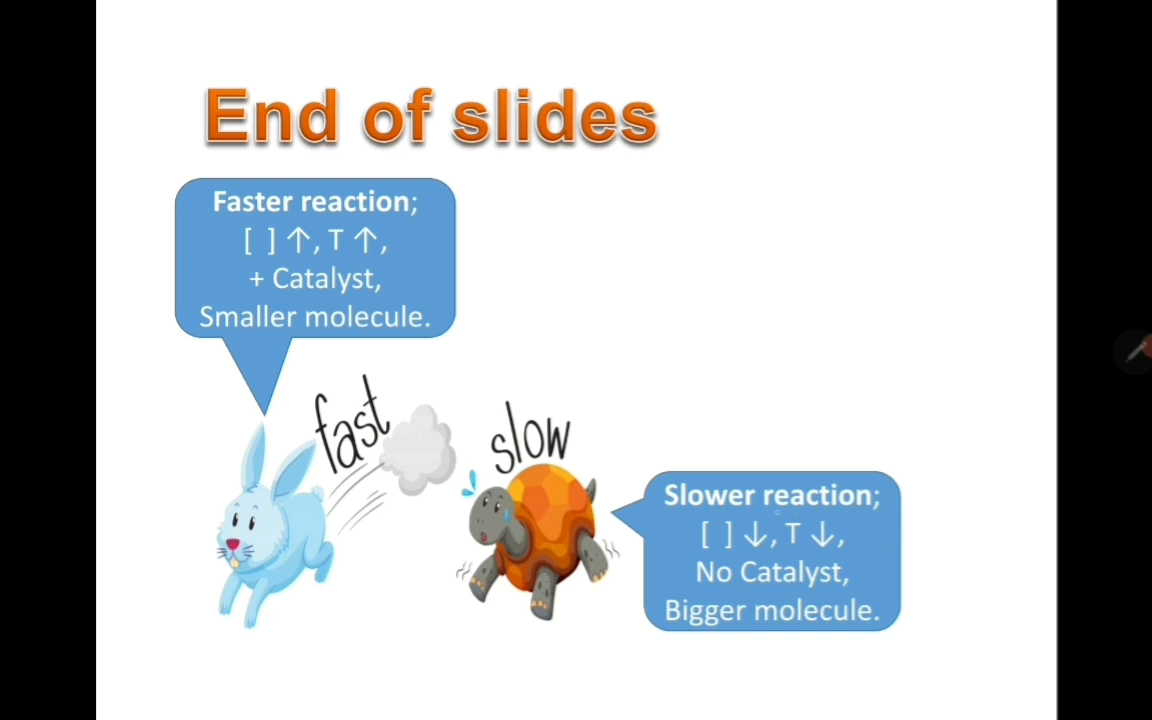 End of slides
Faster reaction;
[ ] ↑, T ↑,
+ Catalyst,
Smaller molecule.
fast
slow
Slower reaction;
[ ] ↓, T ↓,
No Catalyst,
Bigger molecule.